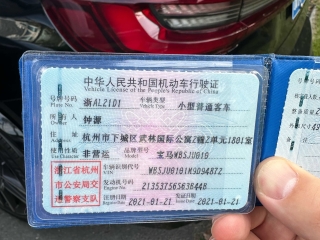 中华人民共和国机动车行驶证
Vehicle License of the People's Republic of China
号牌号码 浙AL2101 车辆类型 小型普通客车
Plate No. Vehicle Type
所有人 钟源
Owner
住址 杭州市下城区武林国际公寓2幢2单元1801室
Address
使用性质 非营运 品牌型号 宝马WBSJU010
Use Character Model
浙江省杭州
市公安局交
通警察支队
车辆识别代号 WBSJU0101M9D94872
VIN
发动机号码 21353756S63B44B
Engine No.
注册日期 2021-01-21 发证日期 2021-01-21
Register Date Issue Date